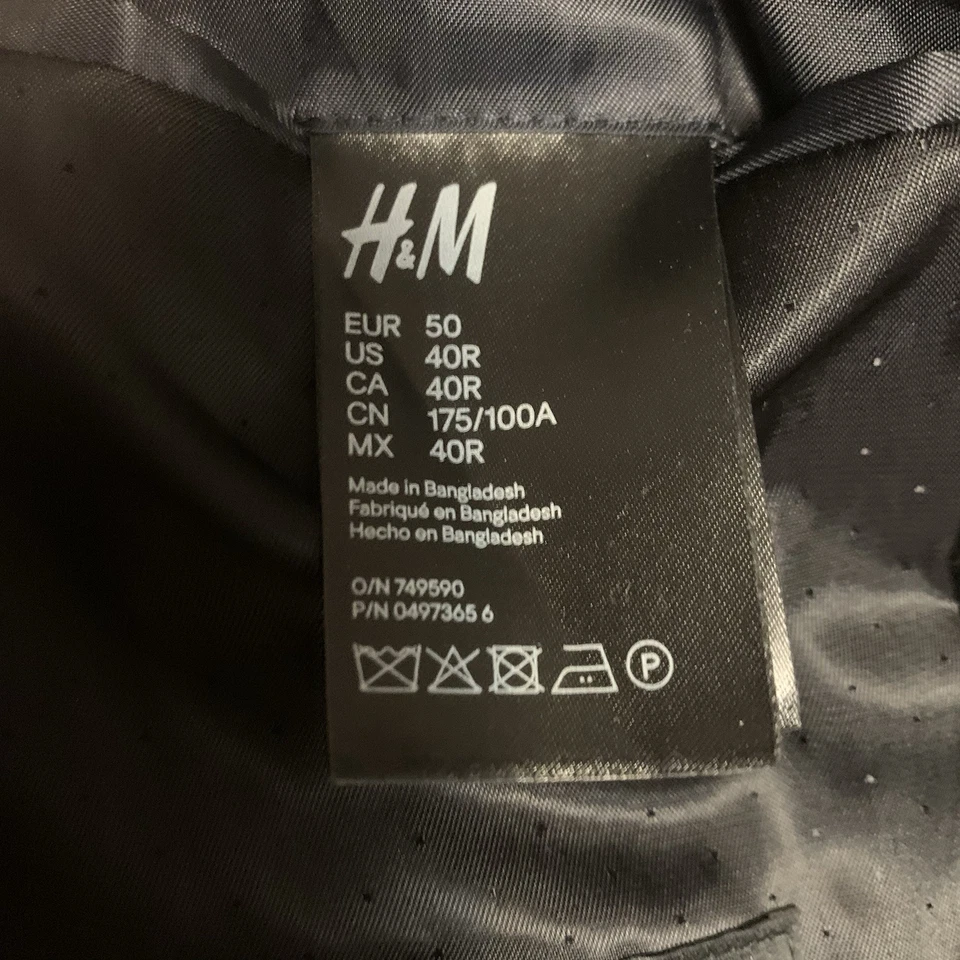 H&M
EUR 50
US 40R
CA 40R
CN 175/100A
MX 40R
Made in Bangladesh
Fabriqué en Bangladesh
Hecho en Bangladesh
O/N 749590
P/N 0497365 6
P